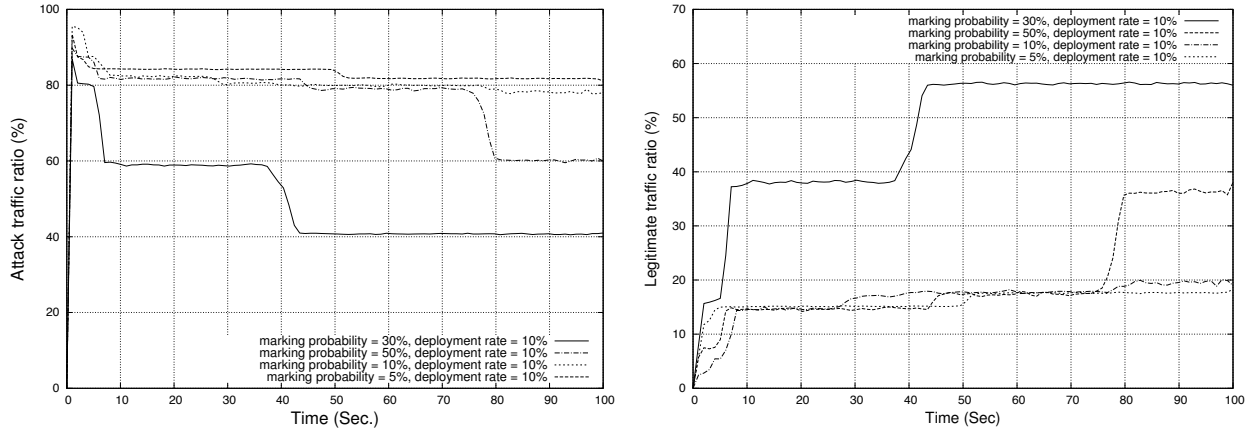 100
80
60
40
20
0
Attack traffic ratio (%)
marking probability = 30%, deployment rate = 10%
marking probability = 50%, deployment rate = 10%
marking probability = 10%, deployment rate = 10%
marking probability = 5%, deployment rate = 10%
0 10 20 30 40 50 60 70 80 90 100
Time (Sec.)
70
60
50
40
30
20
10
0
Legitimate traffic ratio (%)
marking probability = 30%, deployment rate = 10%
marking probability = 50%, deployment rate = 10%
marking probability = 10%, deployment rate = 10%
marking probability = 5%, deployment rate = 10%
0 10 20 30 40 50 60 70 80 90 100
Time (Sec)